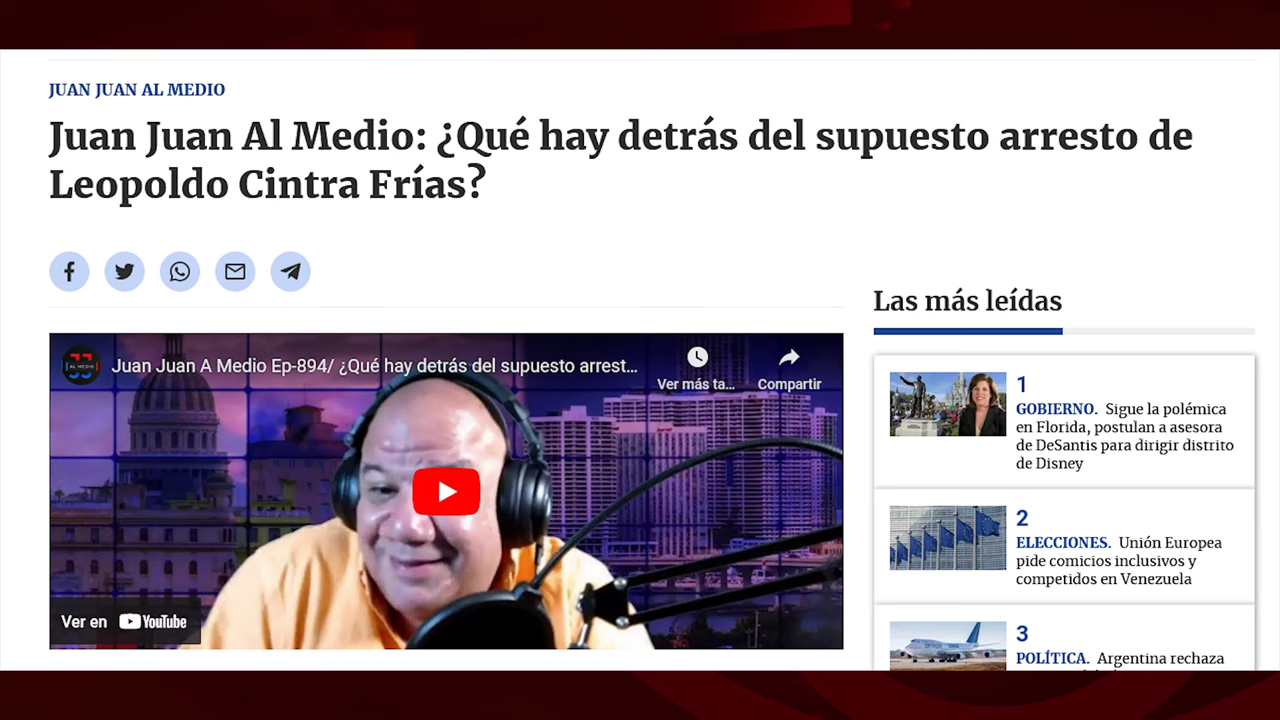 JUAN JUAN AL MEDIO
Juan Juan Al Medio: ¿Qué hay detrás del supuesto arresto de
Leopoldo Cintra Frías?
Las más leídas
AL MEDIO
Juan Juan A Medio Ep-894/ ¿Qué hay detrás del supuesto arrest...
Ver más ta...
Compartir
Ver en YouTube
1
GOBIERNO. Sigue la polémica
en Florida, postulan a asesora
de DeSantis para dirigir distrito
de Disney
2
ELECCIONES. Unión Europea
pide comicios inclusivos y
competidos en Venezuela
3
POLÍTICA. Argentina rechaza